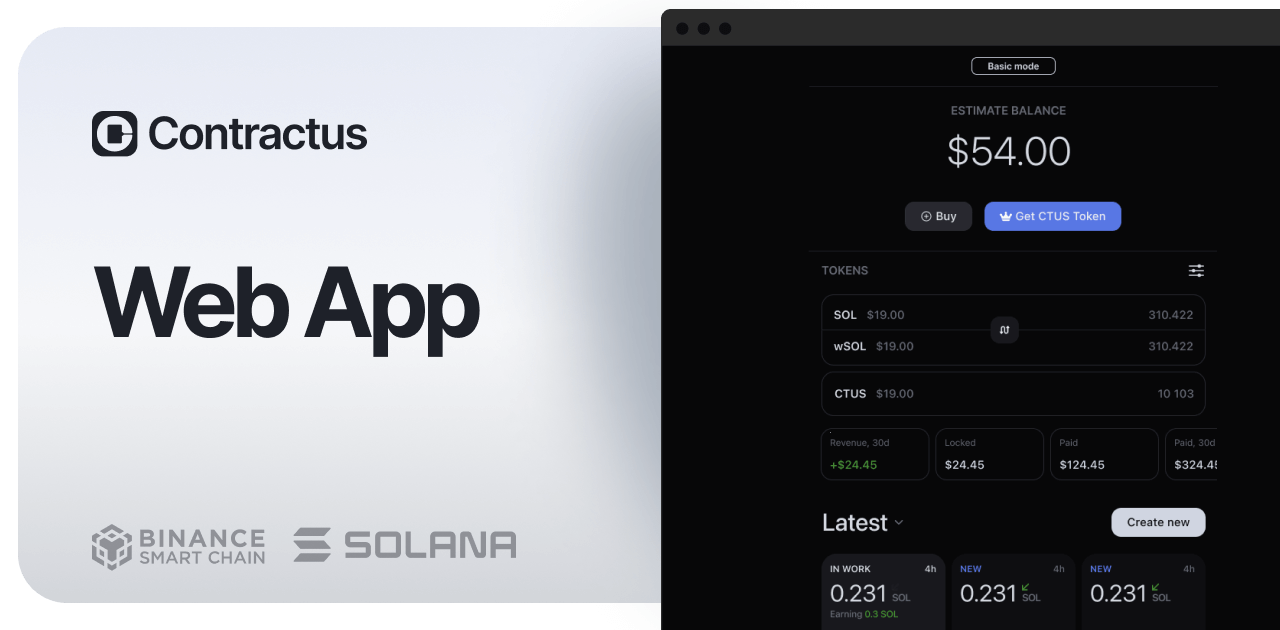 Contractus
Web App
BINANCE
SMART CHAIN
SOLANA
Basic mode
ESTIMATE BALANCE
$54.00
Buy
Get CTUS Token
TOKENS
SOL $19.00 310.422
wSOL $19.00 310.422
CTUS $19.00 10 103
Revenue, 30d Locked Paid Paid, 30d
+$24.45 $24.45 $124.45 $324.45
Latest
Create new
IN WORK 4h NEW 4h NEW 4h
0.231 SOL 0.231 SOL 0.231 SOL
Earning 0.3 SOL